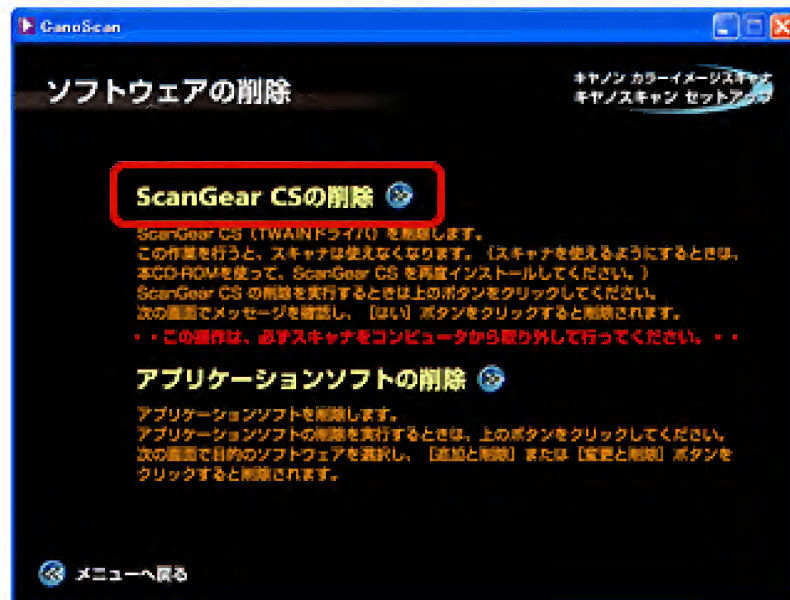 CanoScan
ソフトウェアの削除
キヤノン カラーイメージスキャナ
キヤノスキャン セットアップ
ScanGear CSの削除
ScanGear CS（TWAINドライバ）を削除します。
この作業を行うと、スキャナは使えなくなります。（スキャナを使えるようにするときは、
本CD-ROMを使って、ScanGear CS を再度インストールしてください。）
ScanGear CS の削除を実行するときは上のボタンをクリックしてください。
次の画面でメッセージを確認し、［はい］ボタンをクリックすると削除されます。
・・この操作は、必ずスキャナをコンピュータから取り外して行ってください。・・
アプリケーションソフトの削除
アプリケーションソフトを削除します。
アプリケーションソフトの削除を実行するときは、上のボタンをクリックしてください。
次の画面で目的のソフトウェアを選択し、［追加と削除］または［変更と削除］ボタンを
クリックすると削除されます。
メニューへ戻る